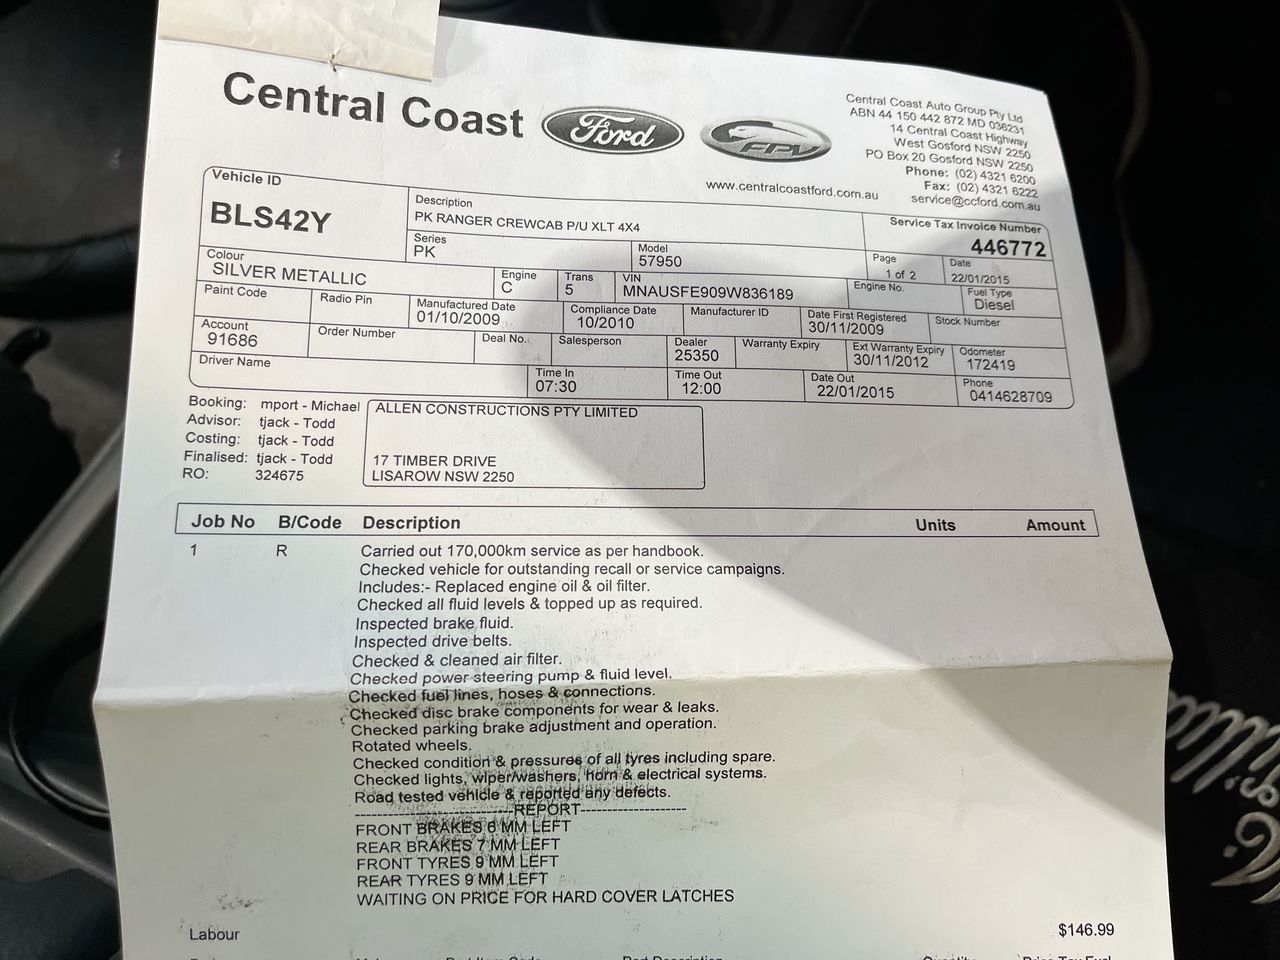 Central Coast Ford FPV
Central Coast Auto Group Pty Ltd
ABN 44 150 442 872 MD 036231
14 Central Coast Highway
West Gosford NSW 2250
PO Box 20 Gosford NSW 2250
Phone: (02) 4321 6200
Fax: (02) 4321 6222
www.centralcoastford.com.au service@ccford.com.au
Vehicle ID
BLS42Y
Description
PK RANGER CREWCAB P/U XLT 4X4
Service Tax Invoice Number
446772
Series
PK
Model
57950
Page
1 of 2
Date
22/01/2015
Colour
SILVER METALLIC
Engine
C
Trans
5
VIN
MNAUSFE909W836189
Engine No.
Fuel Type
Diesel
Paint Code
Radio Pin
Manufactured Date
01/10/2009
Compliance Date
10/2010
Manufacturer ID
Date First Registered
30/11/2009
Stock Number
Account
91686
Order Number
Deal No.
Salesperson
Dealer
25350
Warranty Expiry
Ext Warranty Expiry
30/11/2012
Odometer
172419
Driver Name
Time In
07:30
Time Out
12:00
Date Out
22/01/2015
Phone
0414628709
Booking: mport - Michael
Advisor: tjack - Todd
Costing: tjack - Todd
Finalised: tjack - Todd
RO: 324675
ALLEN CONSTRUCTIONS PTY LIMITED
17 TIMBER DRIVE
LISAROW NSW 2250
Job No B/Code Description Units Amount
1 R Carried out 170,000km service as per handbook.
Checked vehicle for outstanding recall or service campaigns.
Includes:- Replaced engine oil & oil filter.
Checked all fluid levels & topped up as required.
Inspected brake fluid.
Inspected drive belts.
Checked & cleaned air filter.
Checked power steering pump & fluid level.
Checked fuel lines, hoses & connections.
Checked disc brake components for wear & leaks.
Checked parking brake adjustment and operation.
Rotated wheels.
Checked condition & pressures of all tyres including spare.
Checked lights, wiper/washers, horn & electrical systems.
Road tested vehicle & reported any defects.
------------------------------REPORT--------------------
FRONT BRAKES 6 MM LEFT
REAR BRAKES 7 MM LEFT
FRONT TYRES 9 MM LEFT
REAR TYRES 9 MM LEFT
WAITING ON PRICE FOR HARD COVER LATCHES
Labour $146.99